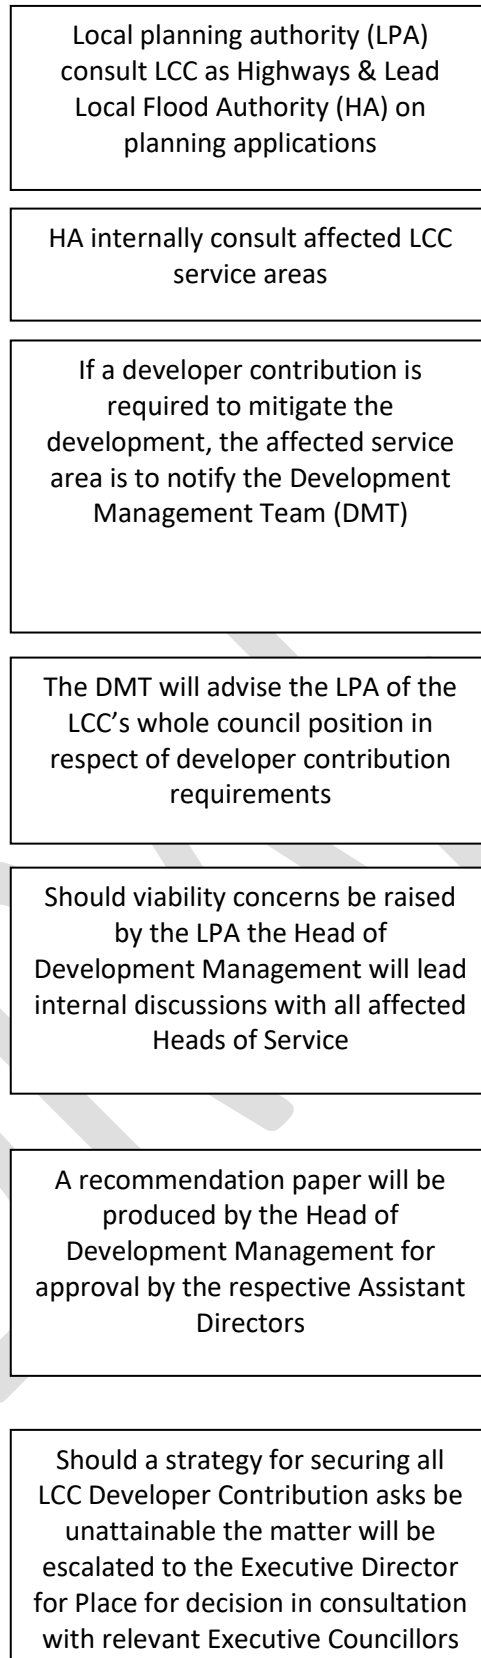 Local planning authority (LPA)
consult LCC as Highways & Lead
Local Flood Authority (HA) on
planning applications
HA internally consult affected LCC
service areas
If a developer contribution is
required to mitigate the
development, the affected service
area is to notify the Development
Management Team (DMT)
The DMT will advise the LPA of the
LCC’s whole council position in
respect of developer contribution
requirements
Should viability concerns be raised
by the LPA the Head of
Development Management will lead
internal discussions with all affected
Heads of Service
A recommendation paper will be
produced by the Head of
Development Management for
approval by the respective Assistant
Directors
Should a strategy for securing all
LCC Developer Contribution asks be
unattainable the matter will be
escalated to the Executive Director
for Place for decision in consultation
with relevant Executive Councillors